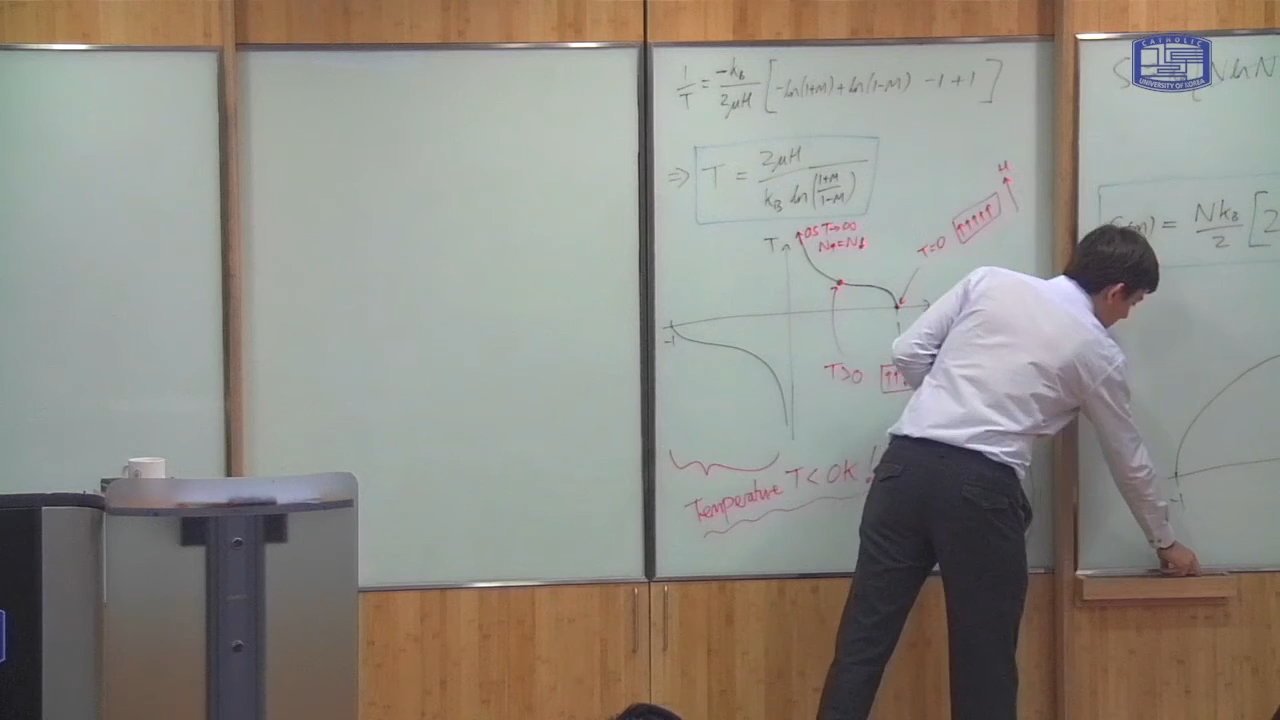 1/T = -k_B/2μH [-ln(1+M) + ln(1-M) -1 + 1]
⇒ T = 2μH / k_B ln((1+M)/(1-M))
H
T
as T→∞
N↑=N↓
T=0
↑↑↑↑↑
-1
T>0
↑↑
Temperature T < 0K!
CATHOLIC
UNIVERSITY OF KOREA
N ln N
(m) = Nk_B/2 [2
-1